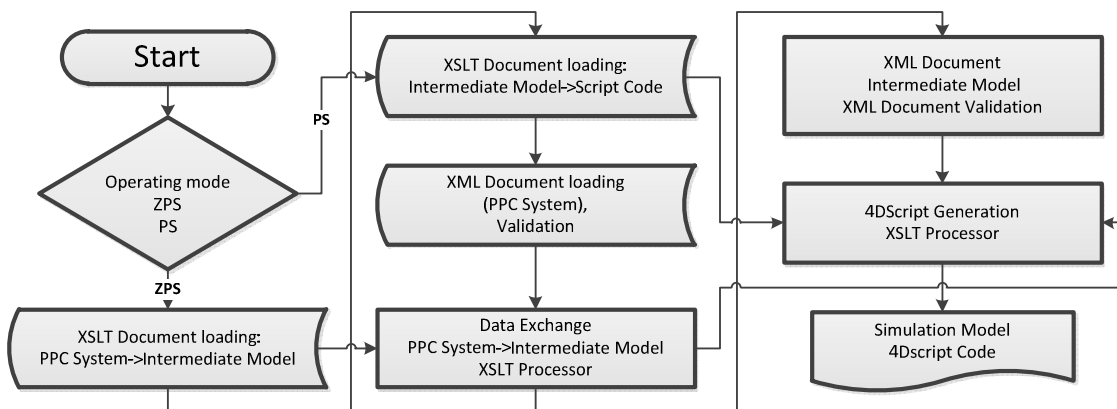 Start
Operating mode
ZPS
PS
PS
ZPS
XSLT Document loading:
PPC System->Intermediate Model
XSLT Document loading:
Intermediate Model->Script Code
XML Document loading
(PPC System),
Validation
Data Exchange
PPC System->Intermediate Model
XSLT Processor
XML Document
Intermediate Model
XML Document Validation
4DScript Generation
XSLT Processor
Simulation Model
4Dscript Code